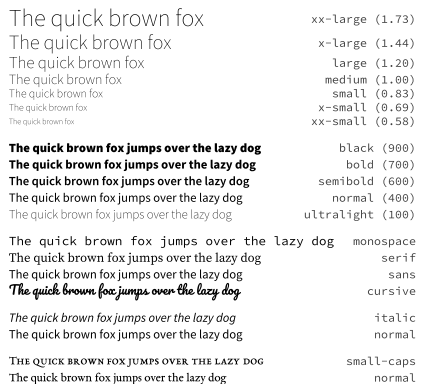 The quick brown fox xx-large (1.73)
The quick brown fox x-large (1.44)
The quick brown fox large (1.20)
The quick brown fox medium (1.00)
The quick brown fox small (0.83)
The quick brown fox x-small (0.69)
The quick brown fox xx-small (0.58)
The quick brown fox jumps over the lazy dog black (900)
The quick brown fox jumps over the lazy dog bold (700)
The quick brown fox jumps over the lazy dog semibold (600)
The quick brown fox jumps over the lazy dog normal (400)
The quick brown fox jumps over the lazy dog ultralight (100)
The quick brown fox jumps over the lazy dog monospace
The quick brown fox jumps over the lazy dog serif
The quick brown fox jumps over the lazy dog sans
The quick brown fox jumps over the lazy dog cursive
The quick brown fox jumps over the lazy dog italic
The quick brown fox jumps over the lazy dog normal
The quick brown fox jumps over the lazy dog small-caps
The quick brown fox jumps over the lazy dog normal